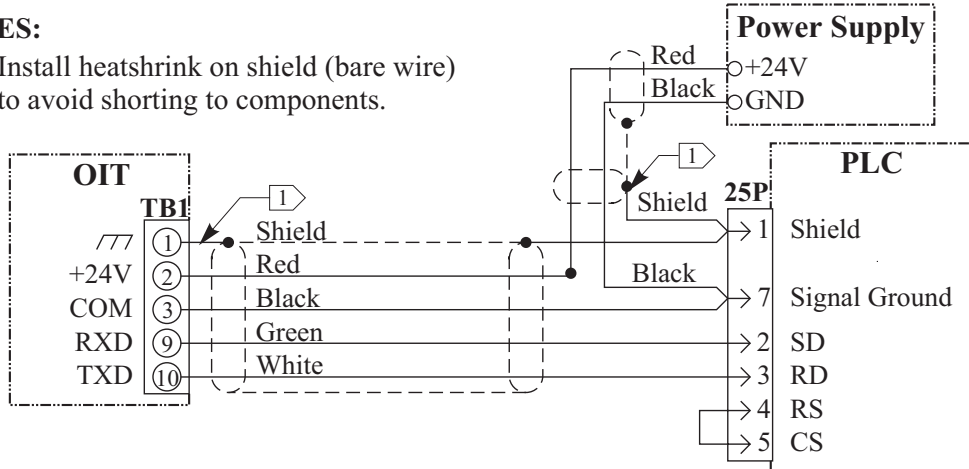 ES:
Install heatshrink on shield (bare wire)
to avoid shorting to components.
Power Supply
Red
+24V
Black
GND
1
PLC
OIT
25P
TB1
1
Shield
1
Shield
1
Shield
+24V
2
Red
Black
COM
3
Black
7
Signal Ground
RXD
9
Green
2
SD
TXD
10
White
3
RD
4
RS
5
CS